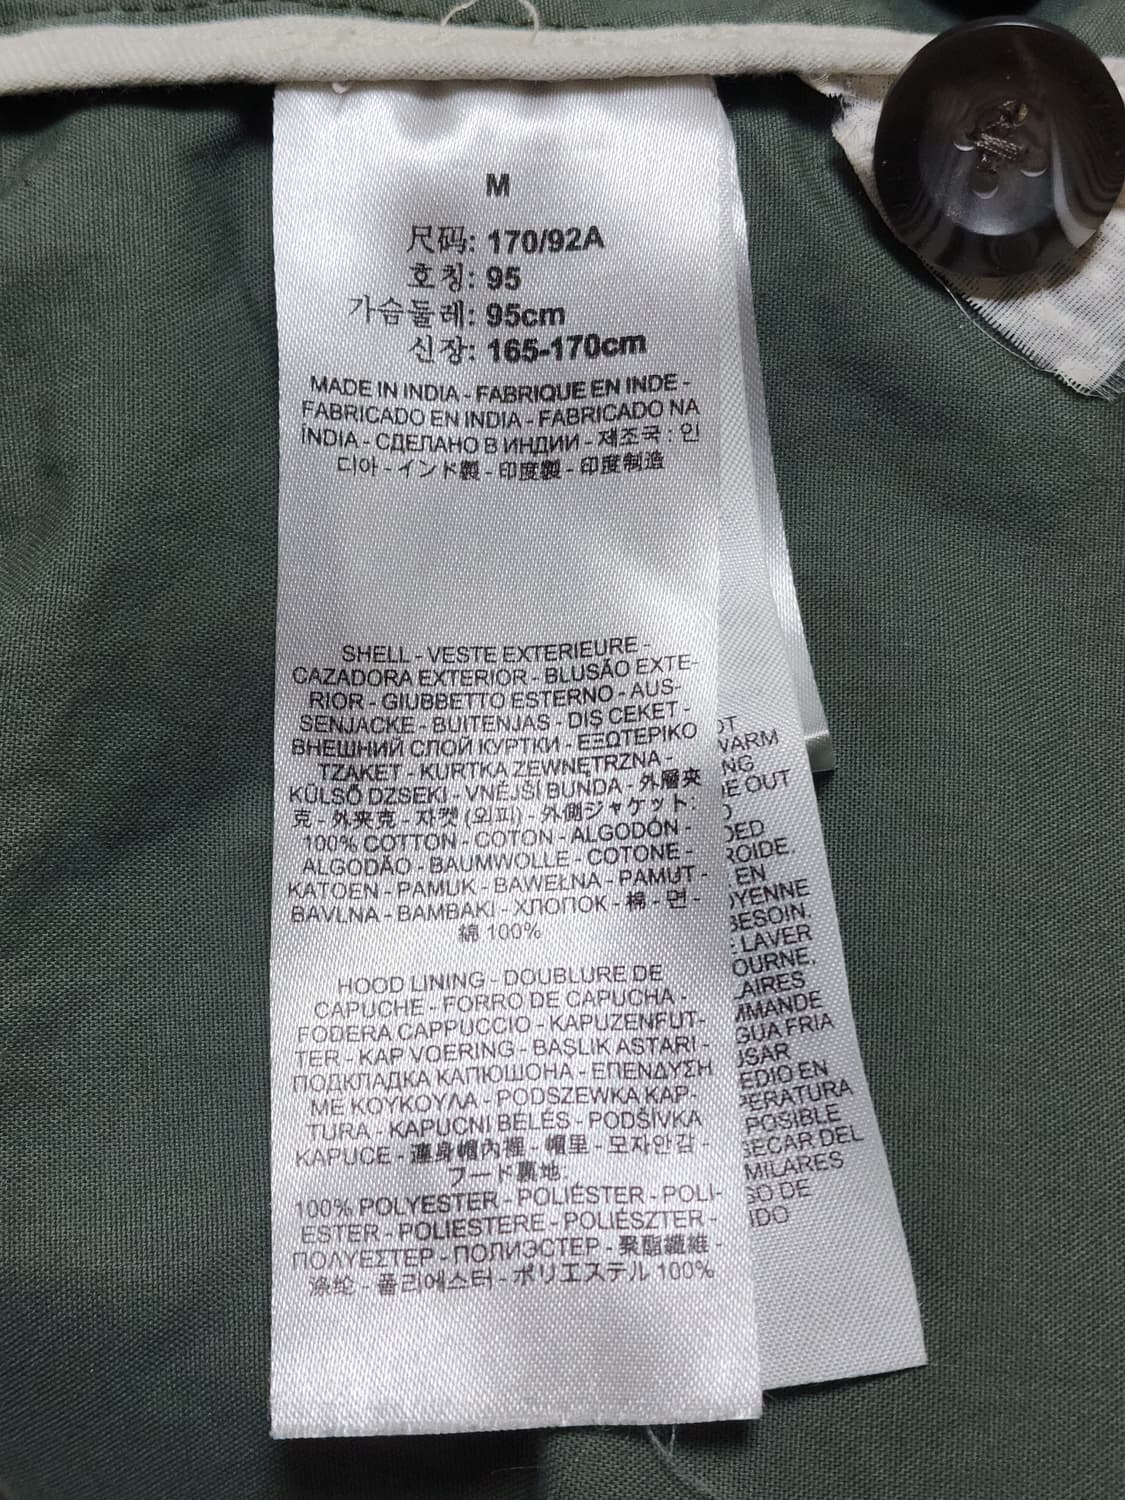 M
尺码: 170/92A
호칭: 95
가슴둘레: 95cm
신장: 165-170cm
MADE IN INDIA - FABRIQUE EN INDE -
FABRICADO EN INDIA - FABRICADO NA
ÍNDIA - СДЕЛАНО В ИНДИИ - 제조국 : 인
디아 - インド製 - 印度製 - 印度制造
SHELL - VESTE EXTERIEURE -
CAZADORA EXTERIOR - BLUSÃO EXTE-
RIOR - GIUBBETTO ESTERNO - AUS-
SENJACKE - BUITENJAS - DIŞ CEKET -
ВНЕШНИЙ СЛОЙ КУРТКИ - ΕΞΩΤΕΡΙΚΟ
TZAKET - KURTKA ZEWNĘTRZNA -
KÜLSŐ DZSEKI - VNĚJŠÍ BUNDA - 外層夾
克 - 外夹克 - 자켓 (외피) - 外側ジャケット:
100% COTTON - COTON - ALGODÓN -
ALGODÃO - BAUMWOLLE - COTONE -
KATOEN - PAMUK - BAWEŁNA - PAMUT -
BAVLNA - BAMBAKI - ХЛОПОК - 棉 - 면 -
綿 100%
HOOD LINING - DOUBLURE DE
CAPUCHE - FORRO DE CAPUCHA -
FODERA CAPPUCCIO - KAPUZENFUT-
TER - KAP VOERING - BAŞLIK ASTARI -
ПОДКЛАДКА КАПЮШОНА - ΕΠΕΝΔΥΣΗ
ΜΕ ΚΟΥΚΟΥΛΑ - PODSZEWKA KAP-
TURA - KAPUCNI BÉLÉS - PODŠÍVKA
KAPUCE - 連身帽內裡 - 帽里 - 모자안감 -
フード裏地:
100% POLYESTER - POLIÉSTER - POLI-
ESTER - POLIESTERE - POLIÉSZTER -
ΠΟΛΥΕΣΤΕΡ - ПОЛИЭСТЕР - 聚酯纖維 -
涤纶 - 폴리에스터 - ポリエステル 100%
OT
WARM
NG
E OUT
DED
ROIDE.
EN
OYENNE
BESOIN.
LAVER
OURNE.
AIRES
MMANDE
GUA FRIA
USAR
EDIO EN
PERATURA
POSIBLE
SECAR DEL
MILARES
SO DE
IDO